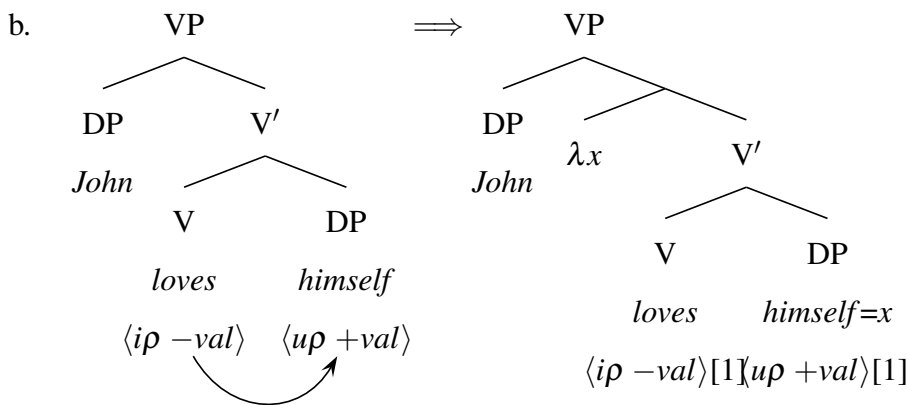 b. VP ⟹ VP
DP V′ DP λx V′
John John
V DP V DP
loves himself loves himself=x
⟨iρ −val⟩ ⟨uρ +val⟩ ⟨iρ −val⟩[1]⟨uρ +val⟩[1]